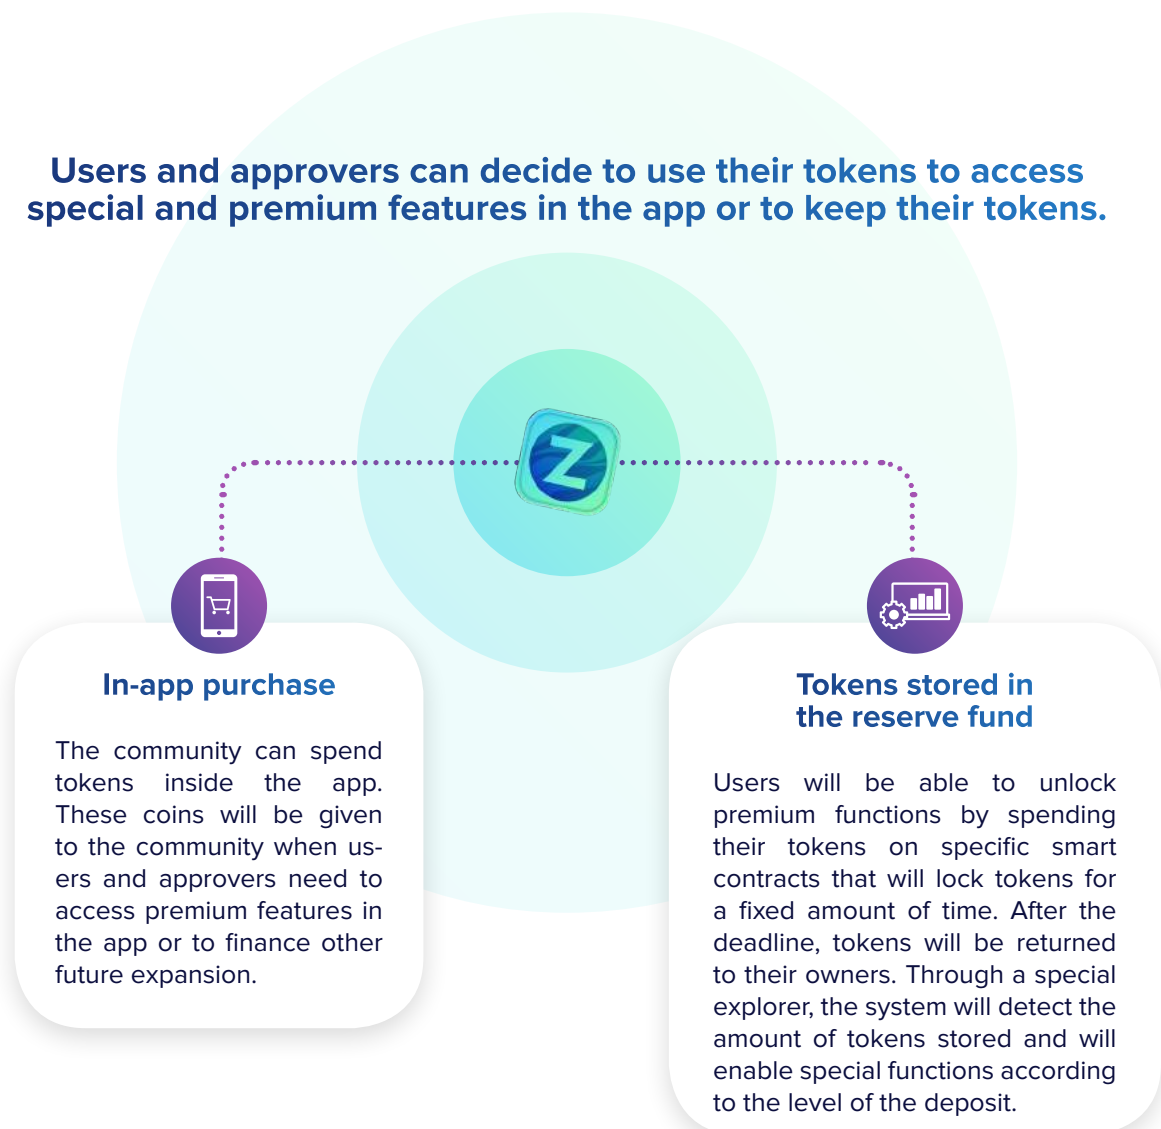 Users and approvers can decide to use their tokens to access
special and premium features in the app or to keep their tokens.
Z
In-app purchase
The community can spend
tokens inside the app.
These coins will be given
to the community when us-
ers and approvers need to
access premium features in
the app or to finance other
future expansion.
Tokens stored in
the reserve fund
Users will be able to unlock
premium functions by spending
their tokens on specific smart
contracts that will lock tokens for
a fixed amount of time. After the
deadline, tokens will be returned
to their owners. Through a special
explorer, the system will detect the
amount of tokens stored and will
enable special functions according
to the level of the deposit.